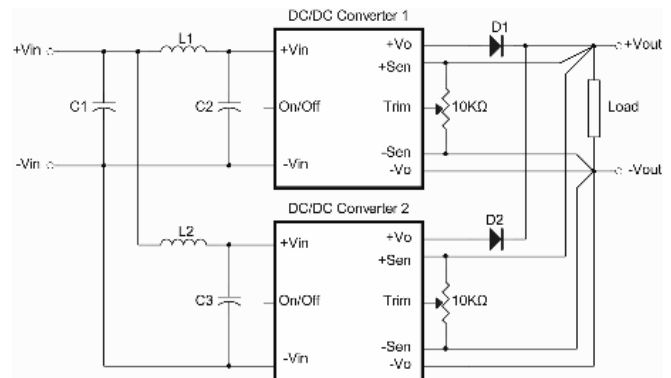 DC/DC Converter 1
+Vin
L1
+Vin
+Vo
D1
+Vout
+Sen
C1
C2
On/Off
Trim
10KΩ
Load
-Vin
-Vin
-Sen
-Vo
-Vout
DC/DC Converter 2
L2
+Vin
+Vo
D2
+Sen
C3
On/Off
Trim
10KΩ
-Vin
-Sen
-Vo